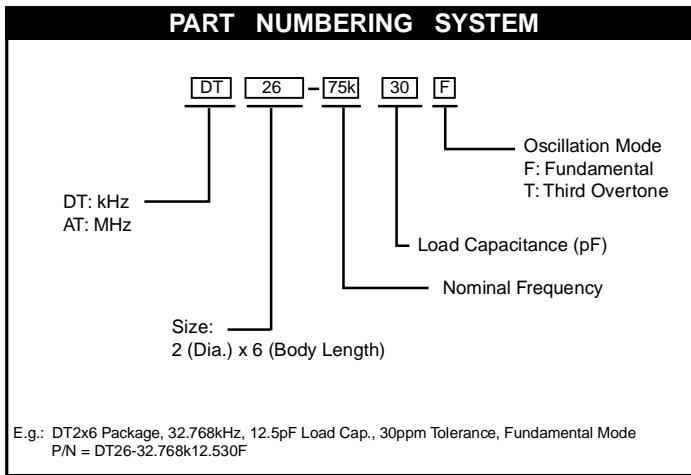 PART NUMBERING SYSTEM
DT 26 – 75k 30 F
Oscillation Mode
F: Fundamental
T: Third Overtone
DT: kHz
AT: MHz
Load Capacitance (pF)
Nominal Frequency
Size:
2 (Dia.) x 6 (Body Length)
E.g.: DT2x6 Package, 32.768kHz, 12.5pF Load Cap., 30ppm Tolerance, Fundamental Mode
P/N = DT26-32.768k12.530F